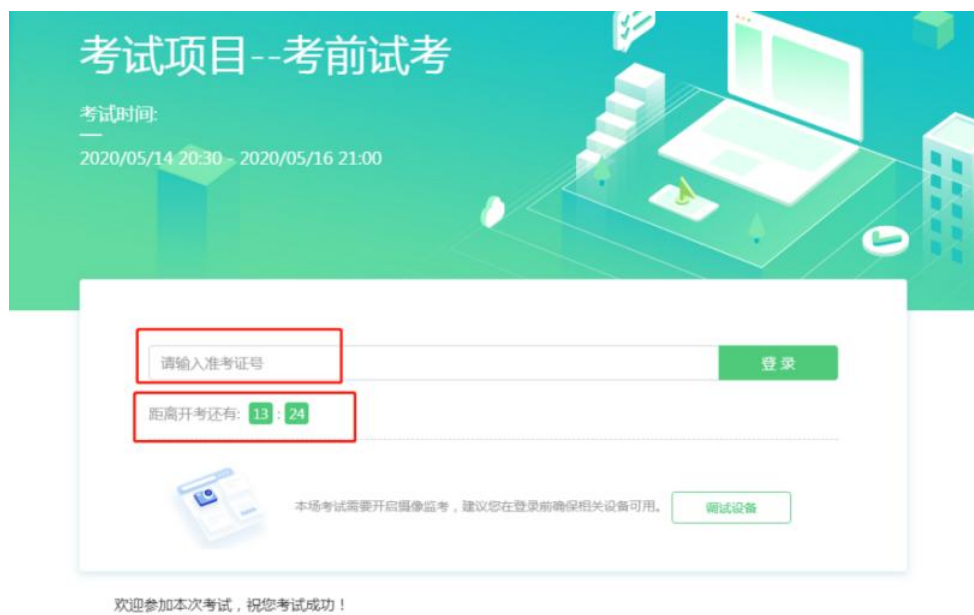 考试项目--考前试考
考试时间:
2020/05/14 20:30 - 2020/05/16 21:00
请输入准考证号
登录
距离开考还有: 13 : 24
本场考试需要开启摄像监考，建议您在登录前确保相关设备可用。
调试设备
欢迎参加本次考试，祝您考试成功！